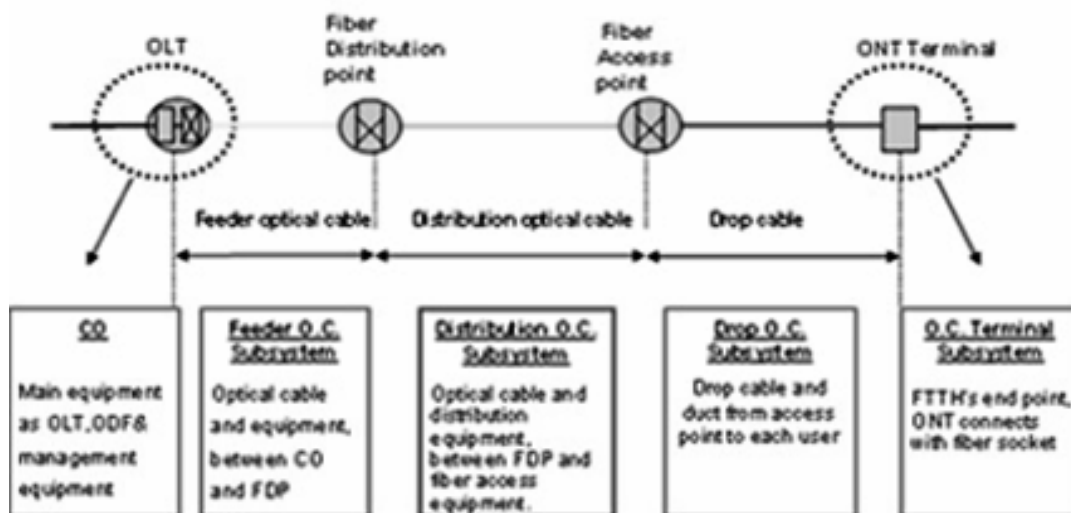 OLT
Fiber
Distribution
point
Fiber
Access
point
ONT Terminal
Feeder optical cable
Distribution optical cable
Drop cable
CO
Main equipment
as OLT,ODF&
management
equipment
Feeder O.C.
Subsystem
Optical cable
and equipment,
between CO
and FDP
Distribution O.C.
Subsystem
Optical cable and
distribution
equipment,
between FDP and
fiber access
equipment.
Drop O.C.
Subsystem
Drop cable and
duct from access
point to each user
O.C. Terminal
Subsystem
FTTH's end point,
ONT connects
with fiber socket